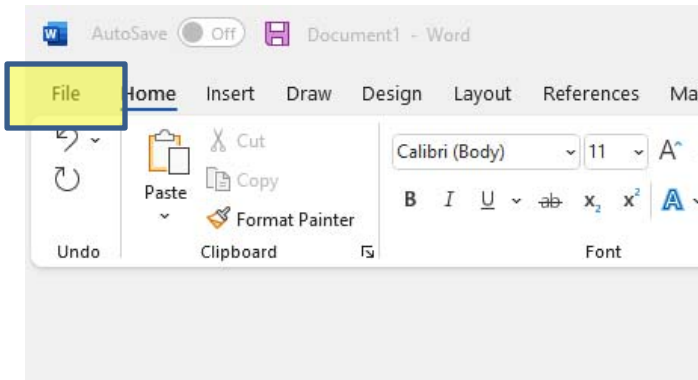 W AutoSave Off Document1 - Word
File Home Insert Draw Design Layout References Ma
Cut
Calibri (Body) 11 A^
Paste Copy
B I U ab x₂ x² A
Format Painter
Undo Clipboard Font